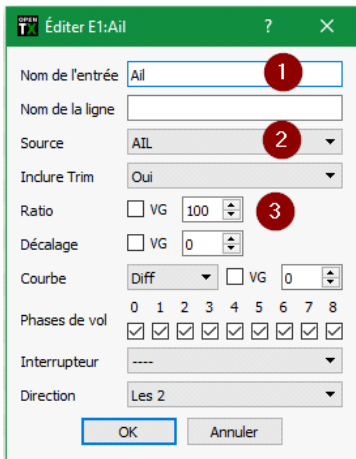 OPEN TX Éditer E1:Ail ? ×
Nom de l'entrée Ail 1
Nom de la ligne
Source AIL 2
Inclure Trim Oui
Ratio VG 100 3
Décalage VG 0
Courbe Diff VG 0
0 1 2 3 4 5 6 7 8
Phases de vol
Interrupteur ----
Direction Les 2
OK Annuler